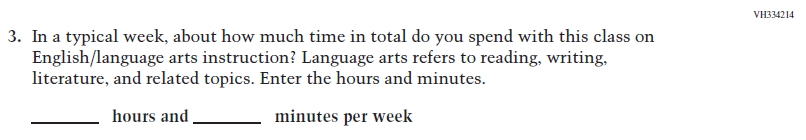 VH334214
3. In a typical week, about how much time in total do you spend with this class on
English/language arts instruction? Language arts refers to reading, writing,
literature, and related topics. Enter the hours and minutes.
_______ hours and _______ minutes per week